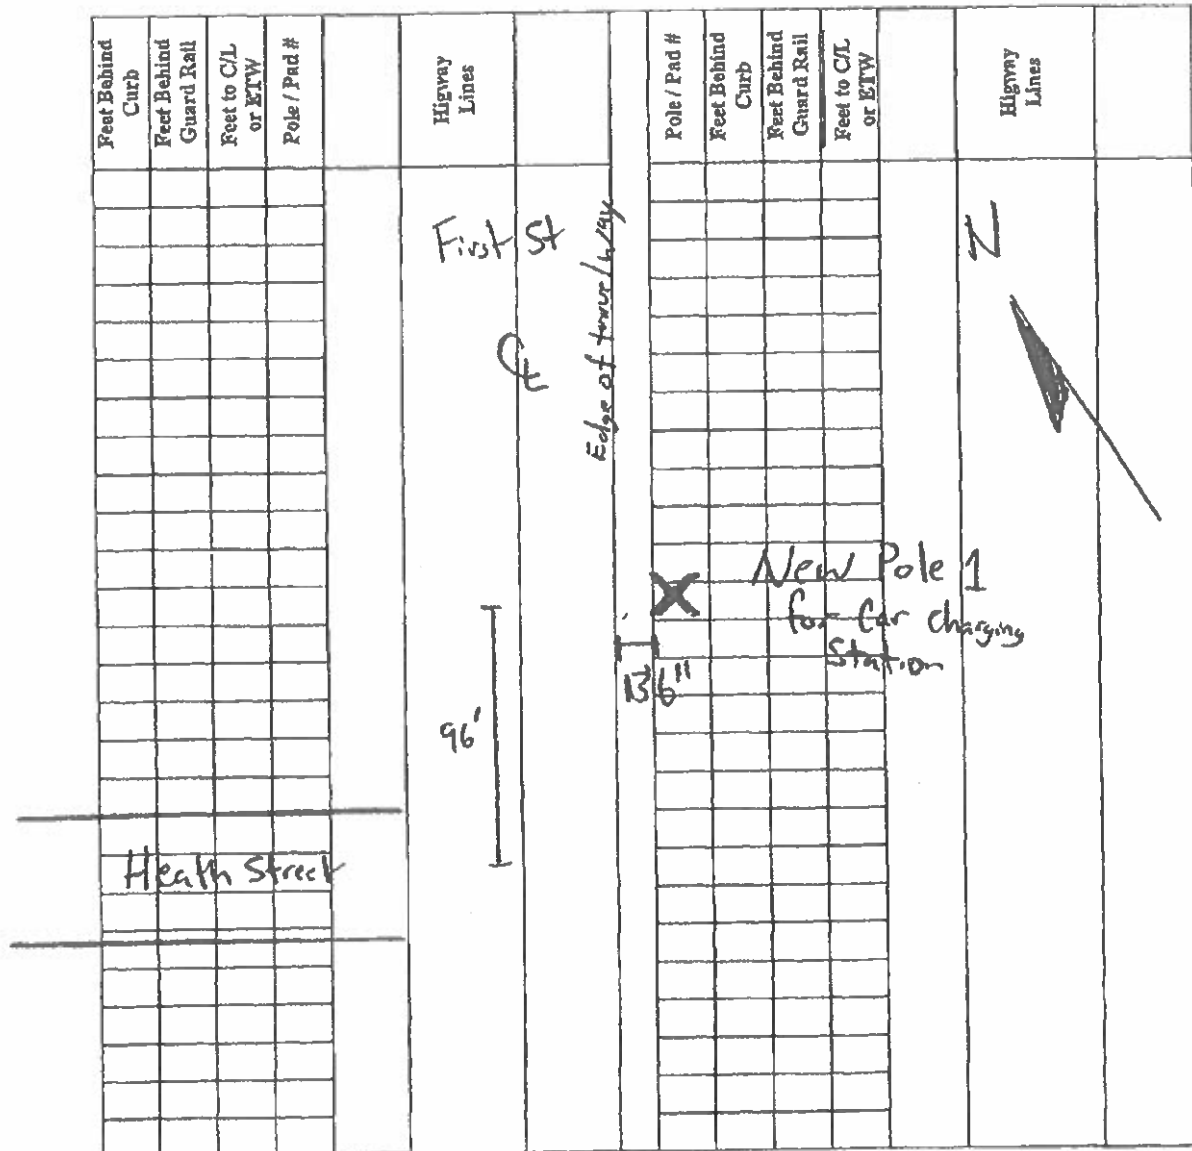 Feet Behind
Curb
Feet Behind
Guard Rail
Feet to C/L
or ETW
Pole / Pad #
Higway
Lines
Pole / Pad #
Feet Behind
Curb
Feet Behind
Guard Rail
Feet to C/L
or ETW
Higway
Lines
First St
Edge of
N
New Pole 1
for Car Charging
Station
13'6"
96'
Heath Street